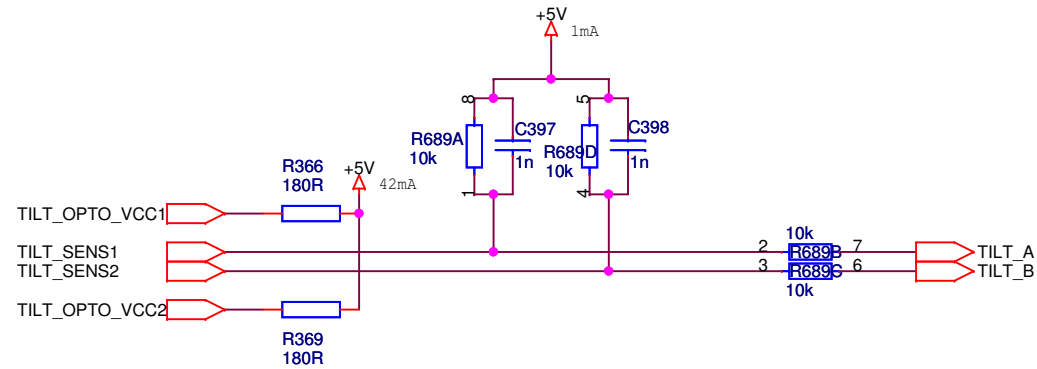 +5V
1mA
8
5
R689A
10k
C397
1n
R689D
10k
C398
1n
1
4
R366
180R
+5V
42mA
TILT_OPTO_VCC1
TILT_SENS1
TILT_SENS2
TILT_OPTO_VCC2
R369
180R
10k
2
R689B
7
TILT_A
3
R689C
6
TILT_B
10k